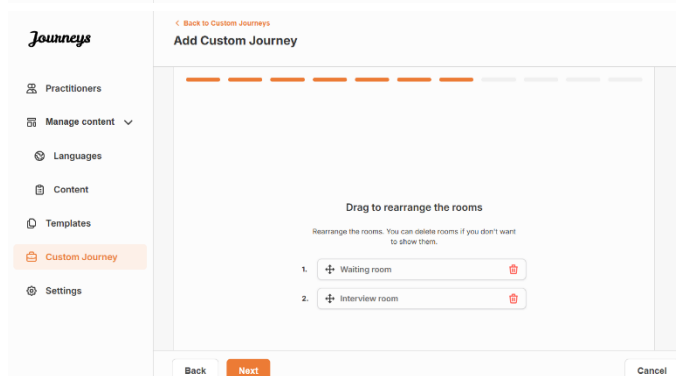 Journeys
Practitioners
Manage content
Languages
Content
Templates
Custom Journey
Settings
Back to Custom Journeys
Add Custom Journey
Drag to rearrange the rooms
Rearrange the rooms. You can delete rooms if you don't want
to show them.
1. Waiting room
2. Interview room
Back
Next
Cancel